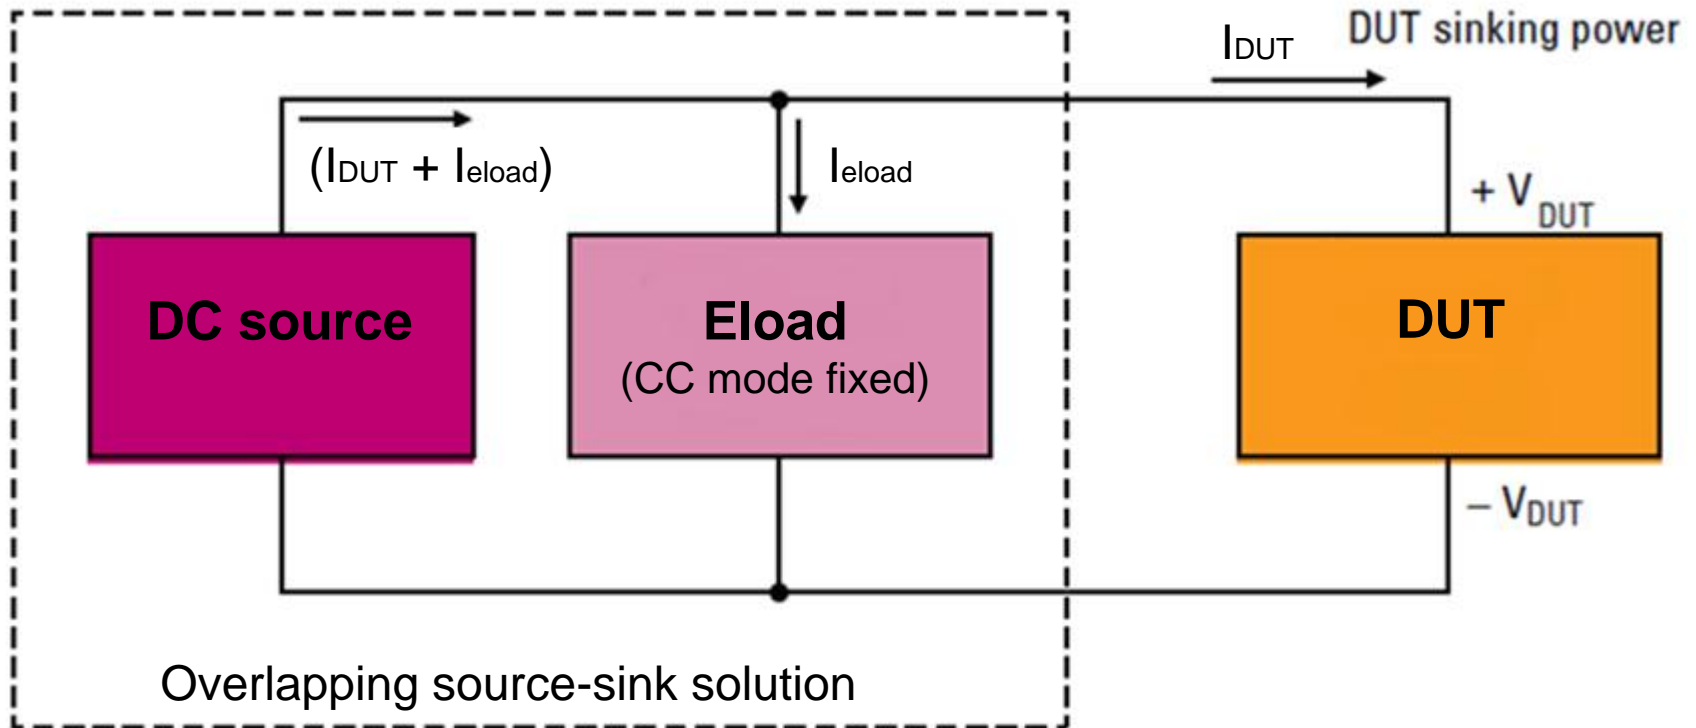 IDUT
DUT sinking power
(IDUT + Ieload)
Ieload
+ VDUT
DC source
Eload
(CC mode fixed)
DUT
– VDUT
Overlapping source-sink solution